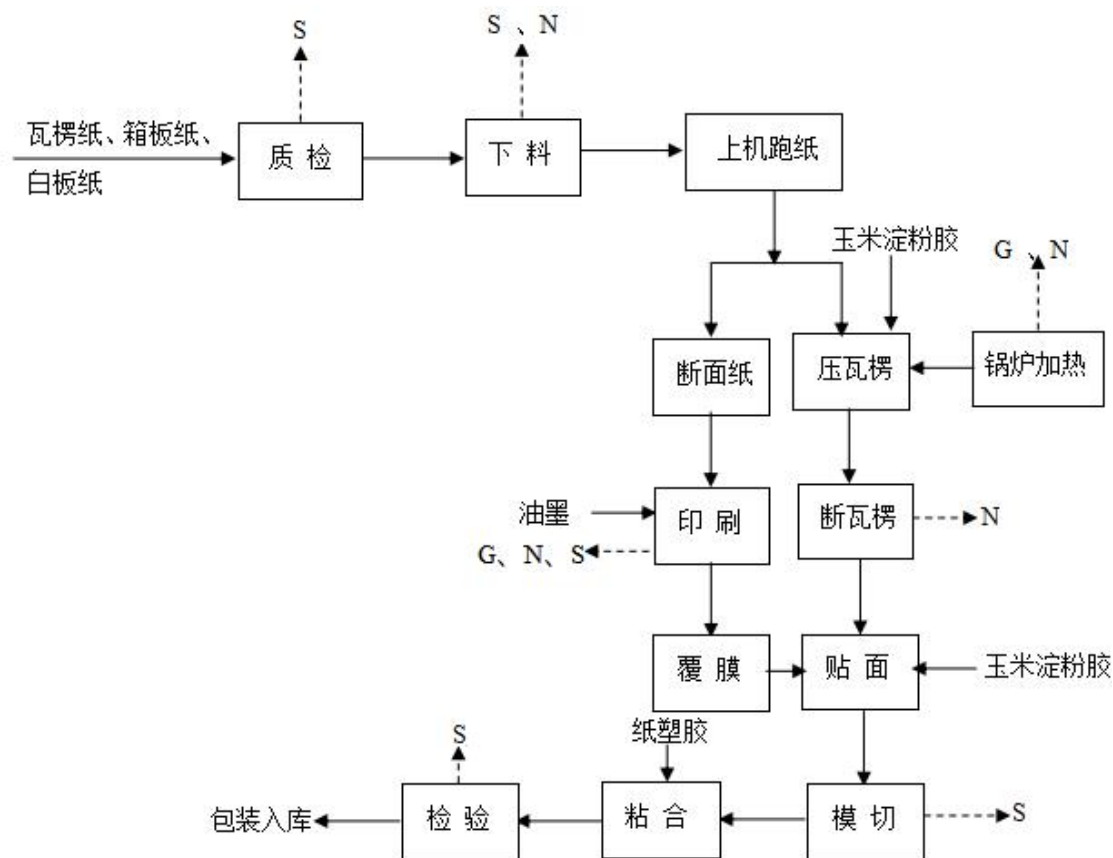 S
S 、N
瓦楞纸、箱板纸、
白板纸
质 检
下 料
上机跑纸
玉米淀粉胶
G 、N
断面纸
压瓦楞
锅炉加热
油墨
印 刷
断瓦楞
N
G、N、S
覆 膜
贴 面
玉米淀粉胶
纸塑胶
S
包装入库
检 验
粘 合
模 切
S